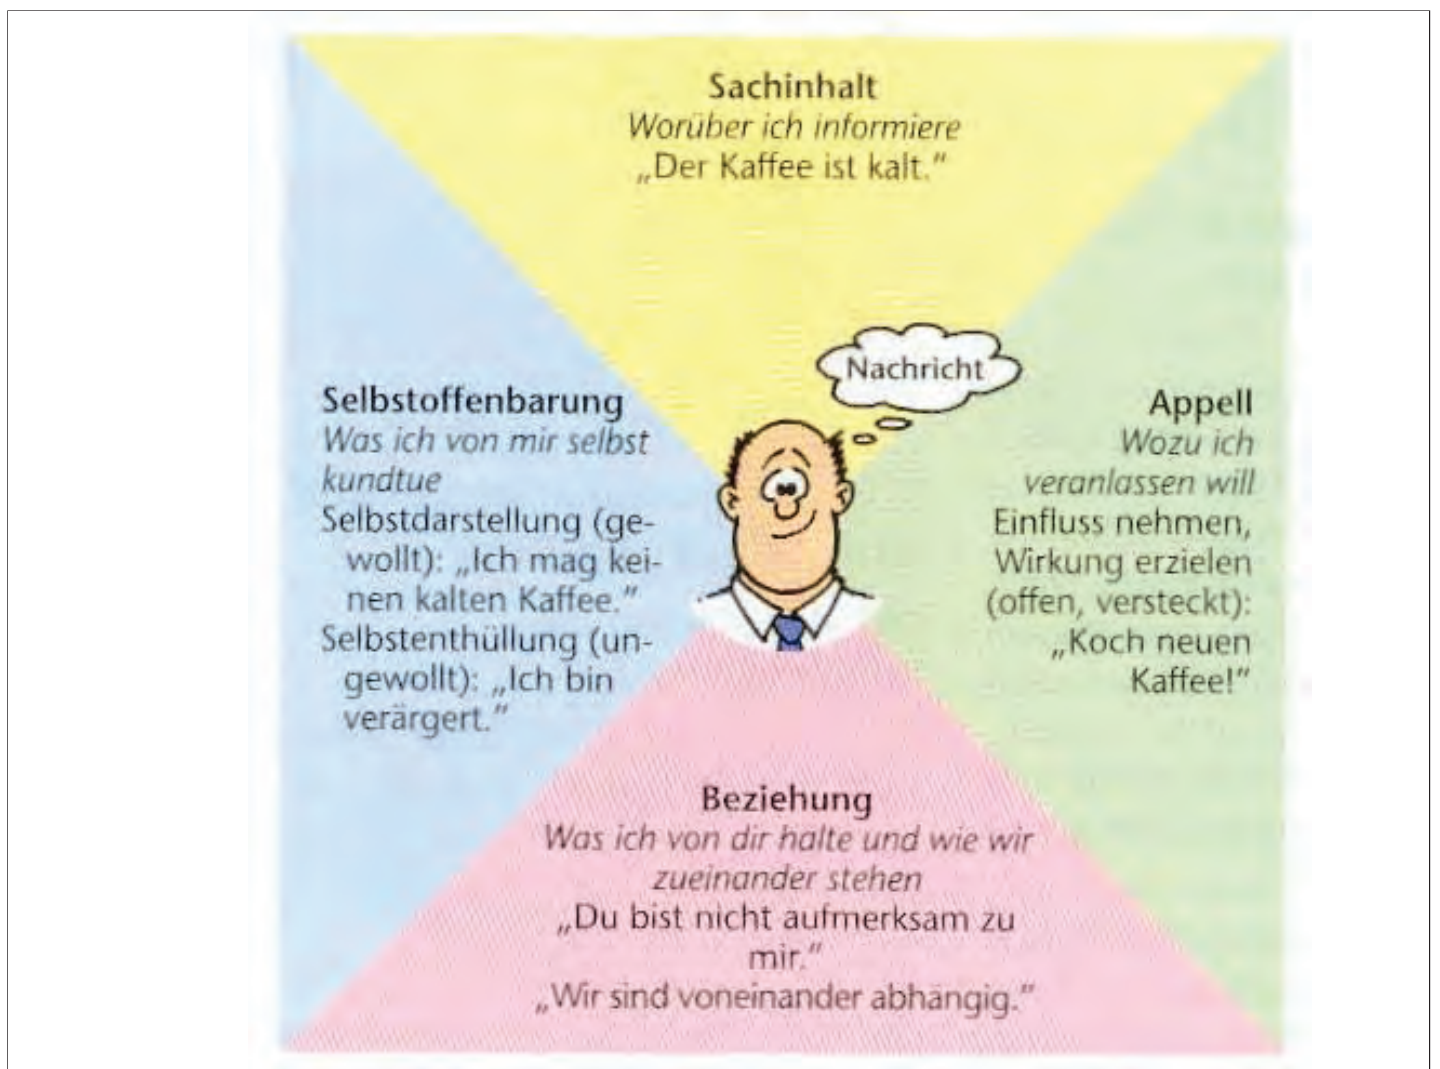 Sachinhalt
Worüber ich informiere
„Der Kaffee ist kalt.“
Nachricht
Selbstoffenbarung
Was ich von mir selbst
kundtue
Selbstdarstellung (ge-
wollt): „Ich mag kei-
nen kalten Kaffee.“
Selbstenthüllung (un-
gewollt): „Ich bin
verärgert.“
Appell
Wozu ich
veranlassen will
Einfluss nehmen,
Wirkung erzielen
(offen, versteckt):
„Koch neuen
Kaffee!“
Beziehung
Was ich von dir halte und wie wir
zueinander stehen
„Du bist nicht aufmerksam zu
mir.“
„Wir sind voneinander abhängig.“